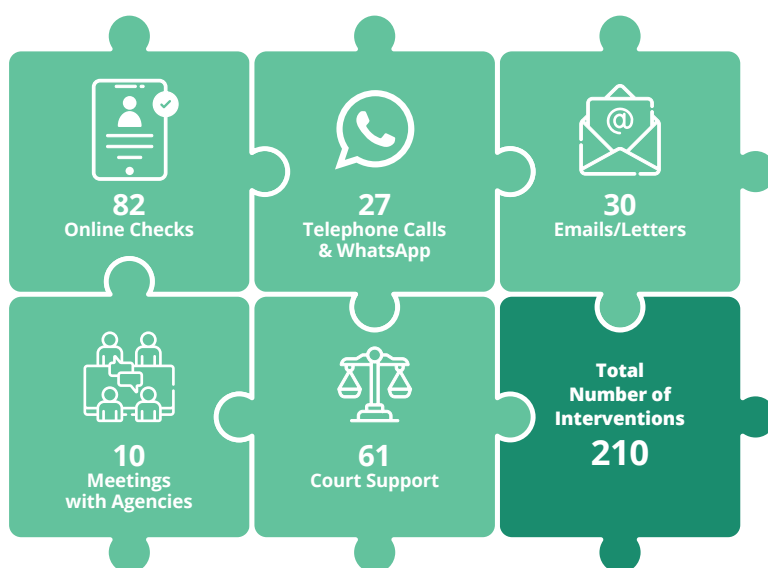 82
Online Checks
27
Telephone Calls
& WhatsApp
@
30
Emails/Letters
10
Meetings
with Agencies
61
Court Support
Total
Number of
Interventions
210